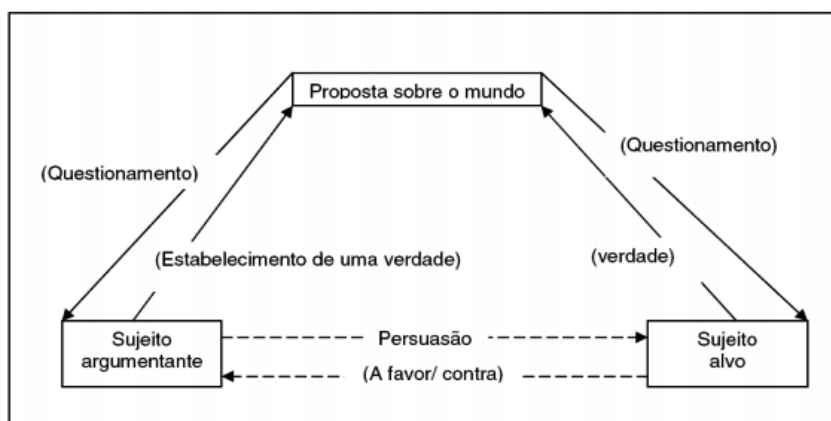 Proposta sobre o mundo
(Questionamento)
(Questionamento)
(Estabelecimento de uma verdade)
(verdade)
Sujeito
argumentante
Persuasão
(A favor/ contra)
Sujeito
alvo